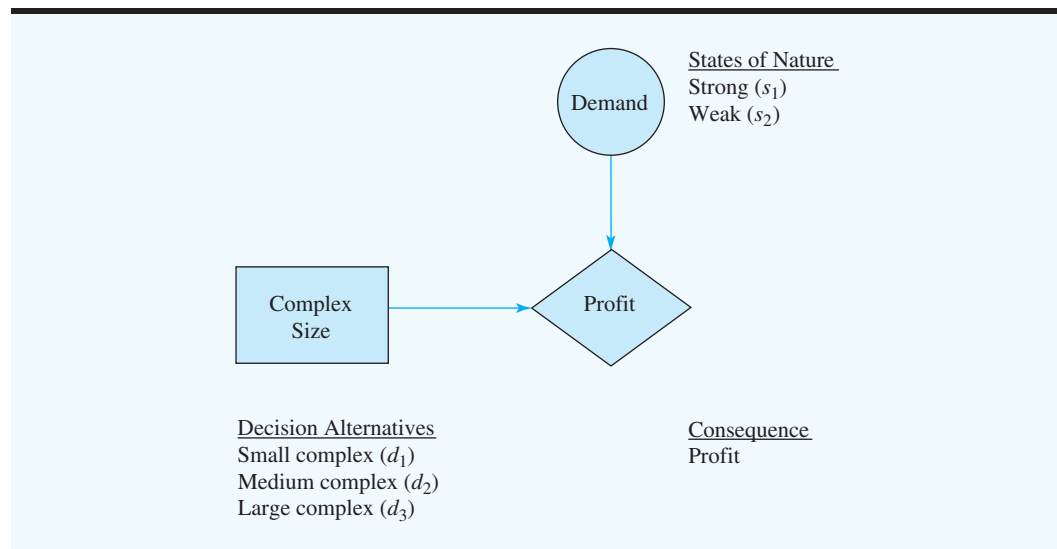 States of Nature
Strong (s₁)
Weak (s₂)
Demand
Complex
Size
Profit
Decision Alternatives
Small complex (d₁)
Medium complex (d₂)
Large complex (d₃)
Consequence
Profit